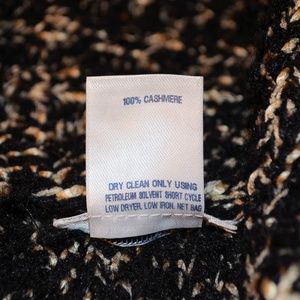 100% CASHMERE
DRY CLEAN ONLY USING
PETROLEUM SOLVENT SHORT CYCLE
LOW DRYER, LOW IRON. NET BAG